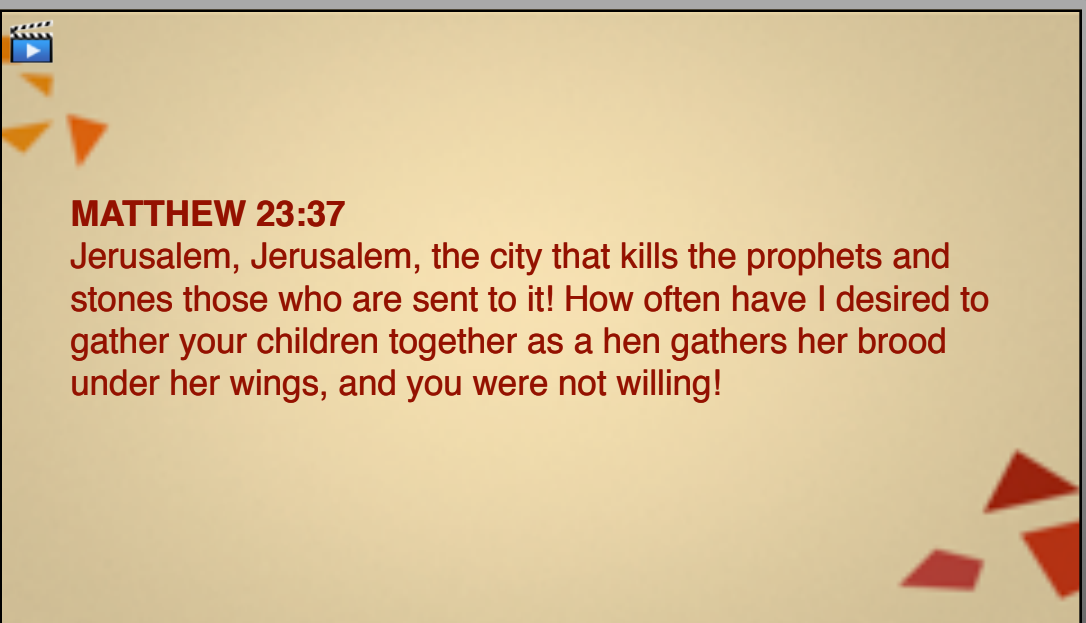 MATTHEW 23:37
Jerusalem, Jerusalem, the city that kills the prophets and
stones those who are sent to it! How often have I desired to
gather your children together as a hen gathers her brood
under her wings, and you were not willing!